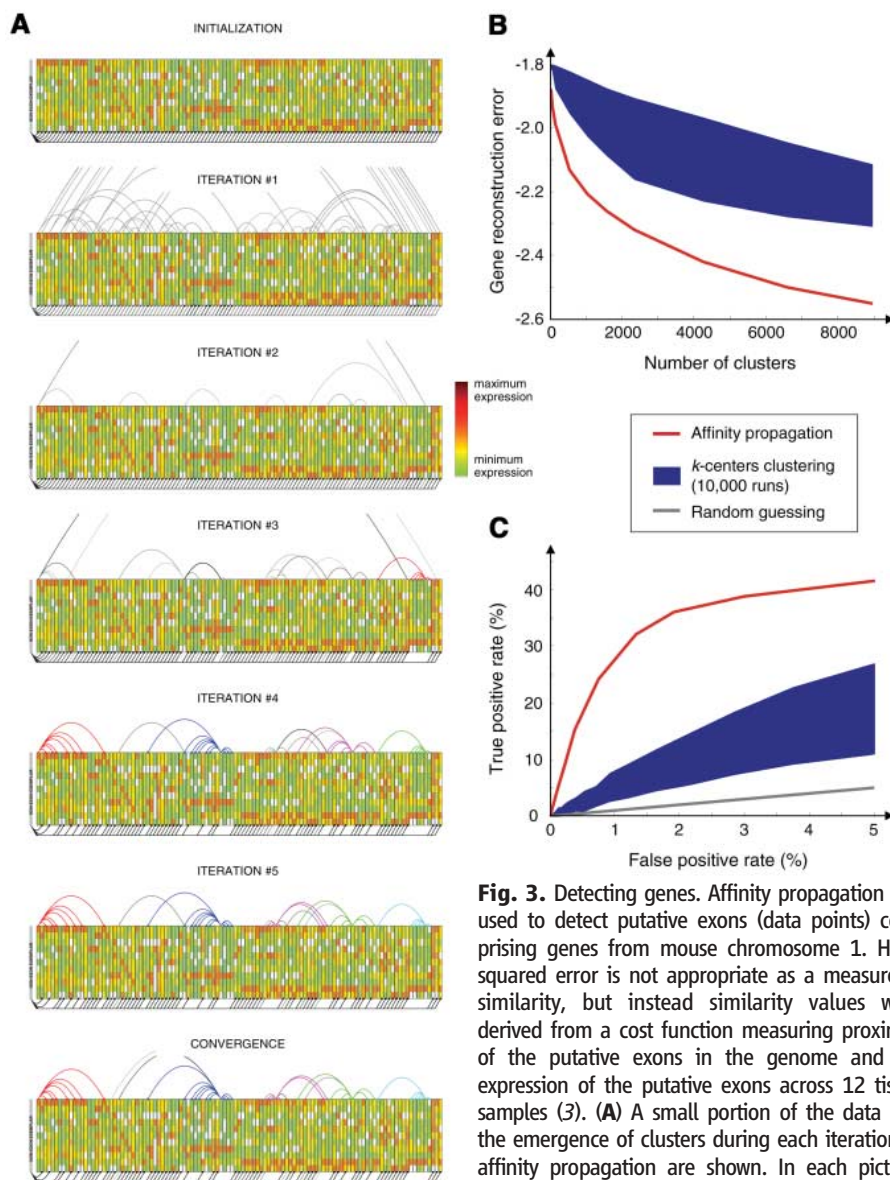 A
INITIALIZATION
ITERATION #1
ITERATION #2
maximum
expression
minimum
expression
ITERATION #3
ITERATION #4
ITERATION #5
CONVERGENCE
B
Gene reconstruction error
-1.8
-2.0
-2.2
-2.4
-2.6
0
2000
4000
6000
8000
Number of clusters
Affinity propagation
k-centers clustering
(10,000 runs)
Random guessing
C
True positive rate (%)
40
30
20
10
0
0
1
2
3
4
5
False positive rate (%)
Fig. 3. Detecting genes. Affinity propagation
used to detect putative exons (data points) co
prising genes from mouse chromosome 1. H
squared error is not appropriate as a measure
similarity, but instead similarity values w
derived from a cost function measuring proxim
of the putative exons in the genome and
expression of the putative exons across 12 tis
samples (3). (A) A small portion of the data
the emergence of clusters during each iteration
affinity propagation are shown. In each pict